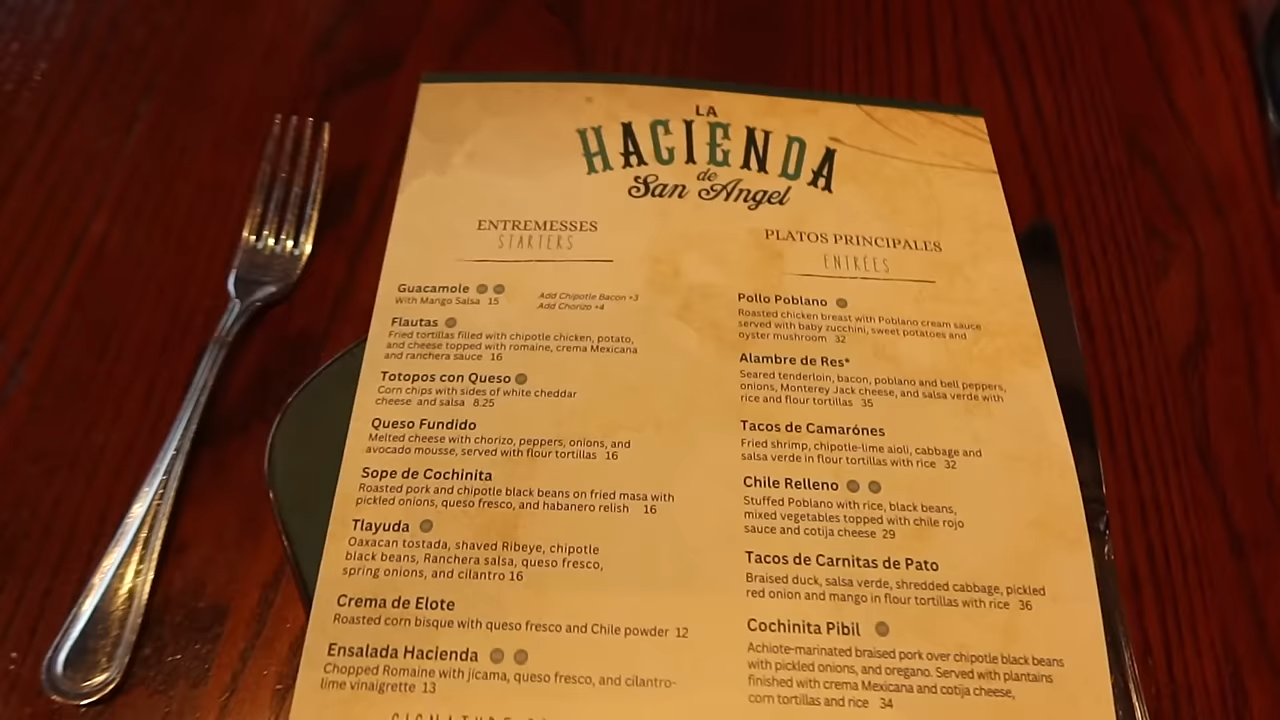 LA
HACIENDA
de
San Angel
ENTREMESSES
STARTERS
Guacamole
With Mango Salsa 15
Add Chipotle Bacon +3
Add Chorizo +4
Flautas
Fried tortillas filled with chipotle chicken, potato,
and cheese topped with romaine, crema Mexicana
and ranchera sauce 16
Totopos con Queso
Corn chips with sides of white cheddar
cheese and salsa 8.25
Queso Fundido
Melted cheese with chorizo, peppers, onions, and
avocado mousse, served with flour tortillas 16
Sope de Cochinita
Roasted pork and chipotle black beans on fried masa with
pickled onions, queso fresco, and habanero relish 16
Tlayuda
Oaxacan tostada, shaved Ribeye, chipotle
black beans, Ranchera salsa, queso fresco,
spring onions, and cilantro 16
Crema de Elote
Roasted corn bisque with queso fresco and Chile powder 12
Ensalada Hacienda
Chopped Romaine with jicama, queso fresco, and cilantro-
lime vinaigrette 13
PLATOS PRINCIPALES
ENTRÉES
Pollo Poblano
Roasted chicken breast with Poblano cream sauce
served with baby zucchini, sweet potatoes and
oyster mushroom 32
Alambre de Res*
Seared tenderloin, bacon, poblano and bell peppers,
onions, Monterey Jack cheese, and salsa verde with
rice and flour tortillas 35
Tacos de Camarónes
Fried shrimp, chipotle-lime aioli, cabbage and
salsa verde in flour tortillas with rice 32
Chile Relleno
Stuffed Poblano with rice, black beans,
mixed vegetables topped with chile rojo
sauce and cotija cheese 29
Tacos de Carnitas de Pato
Braised duck, salsa verde, shredded cabbage, pickled
red onion and mango in flour tortillas with rice 36
Cochinita Pibil
Achiote-marinated braised pork over chipotle black beans
with pickled onions, and oregano. Served with plantains
finished with crema Mexicana and cotija cheese,
corn tortillas and rice 34